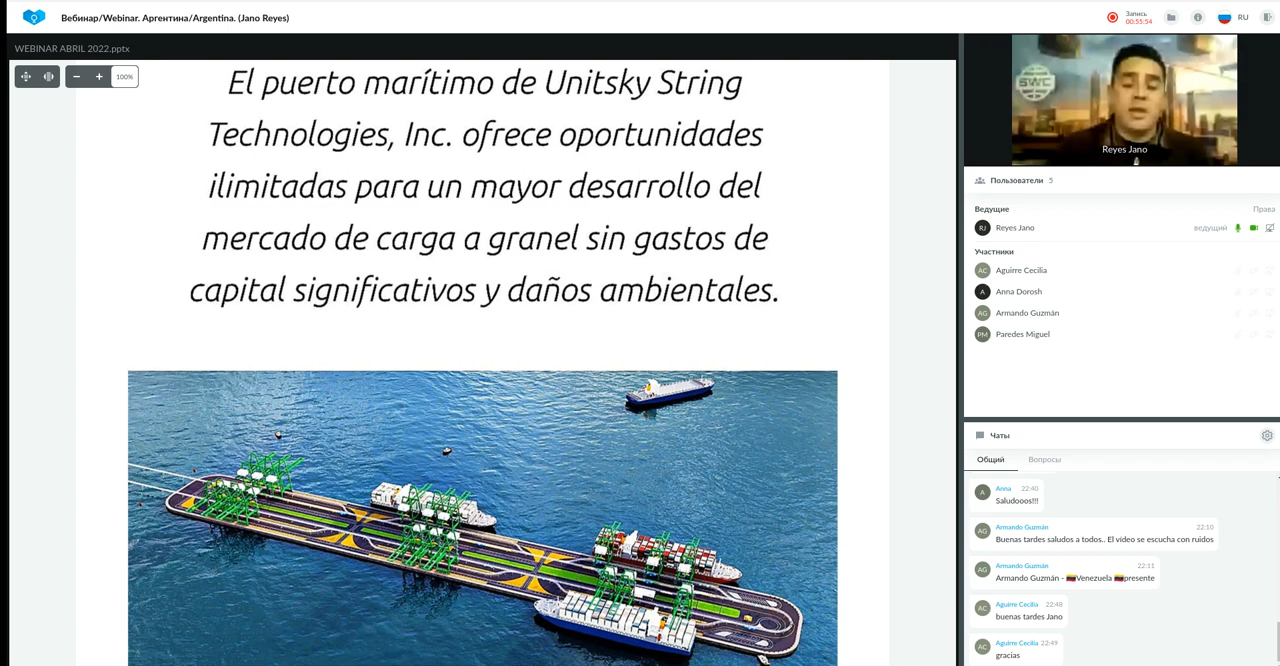 Вебинар/Webinar. Аргентина/Argentina. (Jano Reyes)
Запись
00:55:54
RU
WEBINAR ABRIL 2022.pptx
100%
El puerto marítimo de Unitsky String
Technologies, Inc. ofrece oportunidades
ilimitadas para un mayor desarrollo del
mercado de carga a granel sin gastos de
capital significativos y daños ambientales.
SWC
Reyes Jano
Пользователи 5
Ведущие Права
RJ Reyes Jano ведущий
Участники
AC Aguirre Cecilia
A Anna Dorosh
AG Armando Guzmán
PM Paredes Miguel
Чаты
Общий Вопросы
A Anna 22:40
Saludooos!!!
AG Armando Guzmán 22:10
Buenas tardes saludos a todos.. El vídeo se escucha con ruidos
AG Armando Guzmán 22:11
Armando Guzmán - 🇻🇪Venezuela 🇻🇪presente
AC Aguirre Cecilia 22:48
buenas tardes Jano
AC Aguirre Cecilia 22:49
gracias